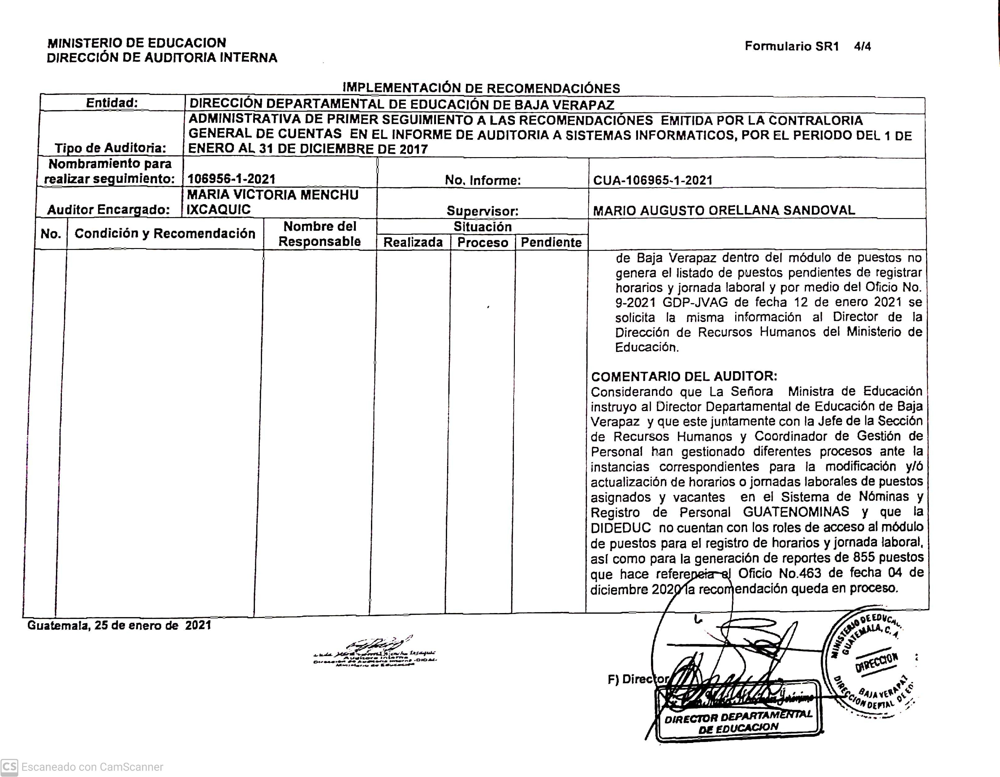 MINISTERIO DE EDUCACION
DIRECCIÓN DE AUDITORIA INTERNA
Formulario SR1 4/4
IMPLEMENTACIÓN DE RECOMENDACIÓNES
Entidad:
DIRECCIÓN DEPARTAMENTAL DE EDUCACIÓN DE BAJA VERAPAZ
Tipo de Auditoria:
ADMINISTRATIVA DE PRIMER SEGUIMIENTO A LAS RECOMENDACIÓNES EMITIDA POR LA CONTRALORIA
GENERAL DE CUENTAS EN EL INFORME DE AUDITORIA A SISTEMAS INFORMATICOS, POR EL PERIODO DEL 1 DE
ENERO AL 31 DE DICIEMBRE DE 2017
Nombramiento para
realizar seguimiento:
106956-1-2021
No. Informe:
CUA-106965-1-2021
Auditor Encargado:
MARIA VICTORIA MENCHU
IXCAQUIC
Supervisor:
MARIO AUGUSTO ORELLANA SANDOVAL
No.
Condición y Recomendación
Nombre del
Responsable
Situación
Realizada
Proceso
Pendiente
de Baja Verapaz dentro del módulo de puestos no
genera el listado de puestos pendientes de registrar
horarios y jornada laboral y por medio del Oficio No.
9-2021 GDP-JVAG de fecha 12 de enero 2021 se
solicita la misma información al Director de la
Dirección de Recursos Humanos del Ministerio de
Educación.
COMENTARIO DEL AUDITOR:
Considerando que La Señora Ministra de Educación
instruyo al Director Departamental de Educación de Baja
Verapaz y que este juntamente con la Jefe de la Sección
de Recursos Humanos y Coordinador de Gestión de
Personal han gestionado diferentes procesos ante la
instancias correspondientes para la modificación y/ó
actualización de horarios o jornadas laborales de puestos
asignados y vacantes en el Sistema de Nóminas y
Registro de Personal GUATENOMINAS y que la
DIDEDUC no cuentan con los roles de acceso al módulo
de puestos para el registro de horarios y jornada laboral,
así como para la generación de reportes de 855 puestos
que hace referencia el Oficio No.463 de fecha 04 de
diciembre 2020 la recomendación queda en proceso.
Guatemala, 25 de enero de 2021
Ixcaquic
Auditora Interna
Dirección de Auditoria Interna -DIDAI-
Ministerio de Educación
F) Director
Jerónimo
DIRECTOR DEPARTAMENTAL
DE EDUCACION
MINISTERIO DE EDUCA
GUATEMALA, C. A.
DIRECCION
BAJA VERAPAZ
DIRECCION DEPTAL DE ED
CS Escaneado con CamScanner